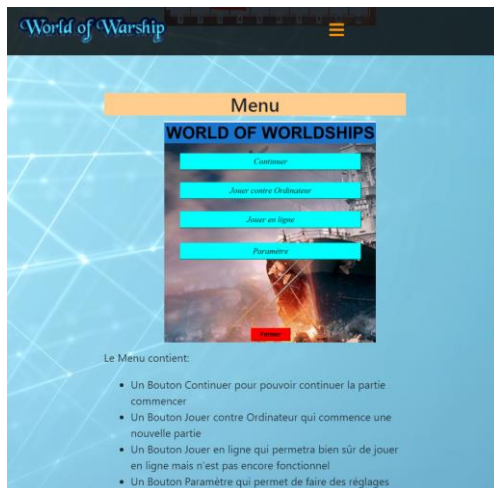 World of Warship
Menu
WORLD OF WORLDSHIPS
Continuer
Jouer contre Ordinateur
Jouer en ligne
Paramètre
Fermer
Le Menu contient:
Un Bouton Continuer pour pouvoir continuer la partie
commencer
Un Bouton Jouer contre Ordinateur qui commence une
nouvelle partie
Un Bouton Jouer en ligne qui permetra bien sûr de jouer
en ligne mais n'est pas encore fonctionnel
Un Bouton Paramètre qui permet de faire des réglages